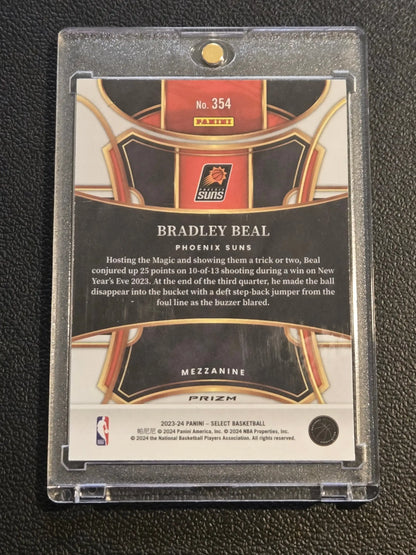 No. 354
PANINI
PHOENIX
SUNS
BRADLEY BEAL
PHOENIX SUNS
Hosting the Magic and showing them a trick or two, Beal
conjured up 25 points on 10-of-13 shooting during a win on New
Year's Eve 2023. At the end of the third quarter, he made the ball
disappear into the bucket with a deft step-back jumper from the
foul line as the buzzer blared.
MEZZANINE
PRIZM
2023-24 PANINI – SELECT BASKETBALL
帕尼尼 © 2024 Panini America, Inc. © 2024 NBA Properties, Inc.
© 2024 the National Basketball Players Association. All rights reserved.